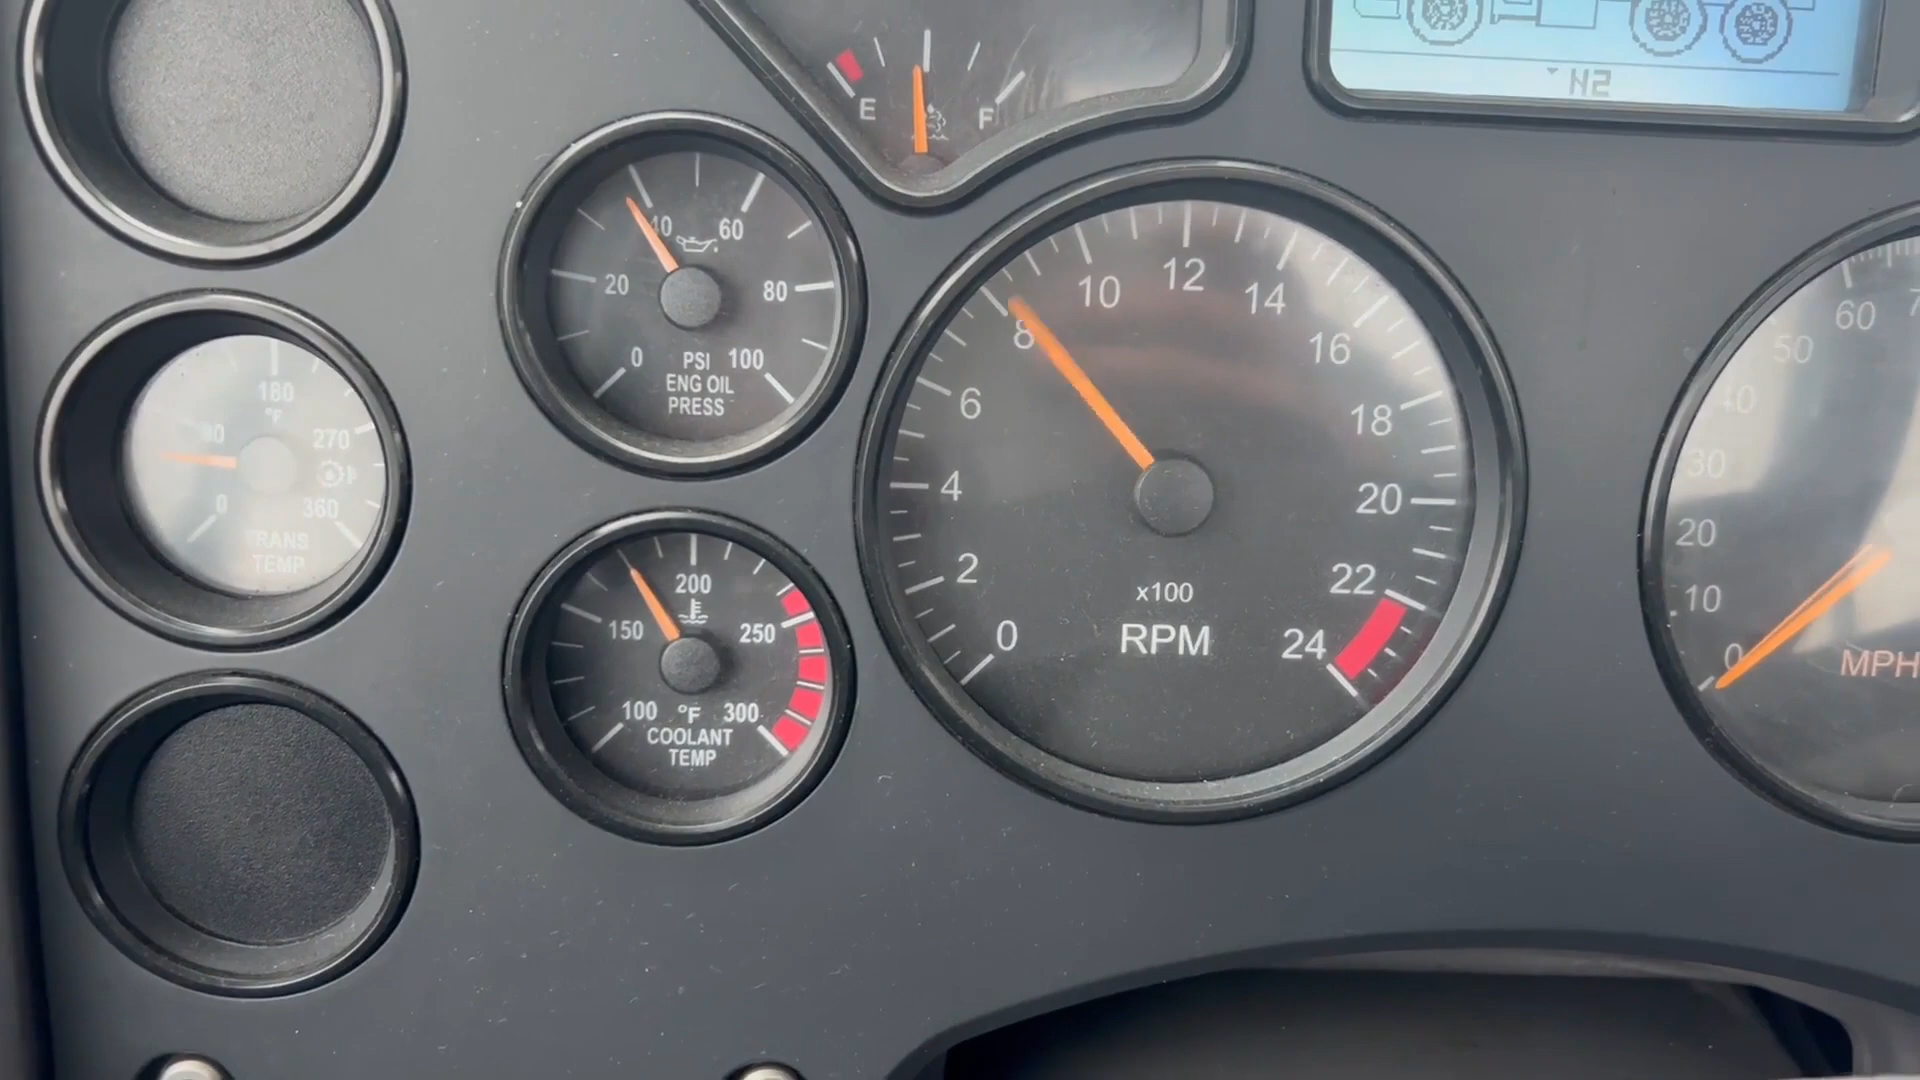 E F
N2
40 60
20 80
0 PSI 100
ENG OIL
PRESS
180
°F
90 270
0 360
TRANS
TEMP
200
150 250
100 °F 300
COOLANT
TEMP
0 2 4 6 8 10 12 14 16 18 20 22 24
x100
RPM
0 10 20 30 40 50 60
MPH